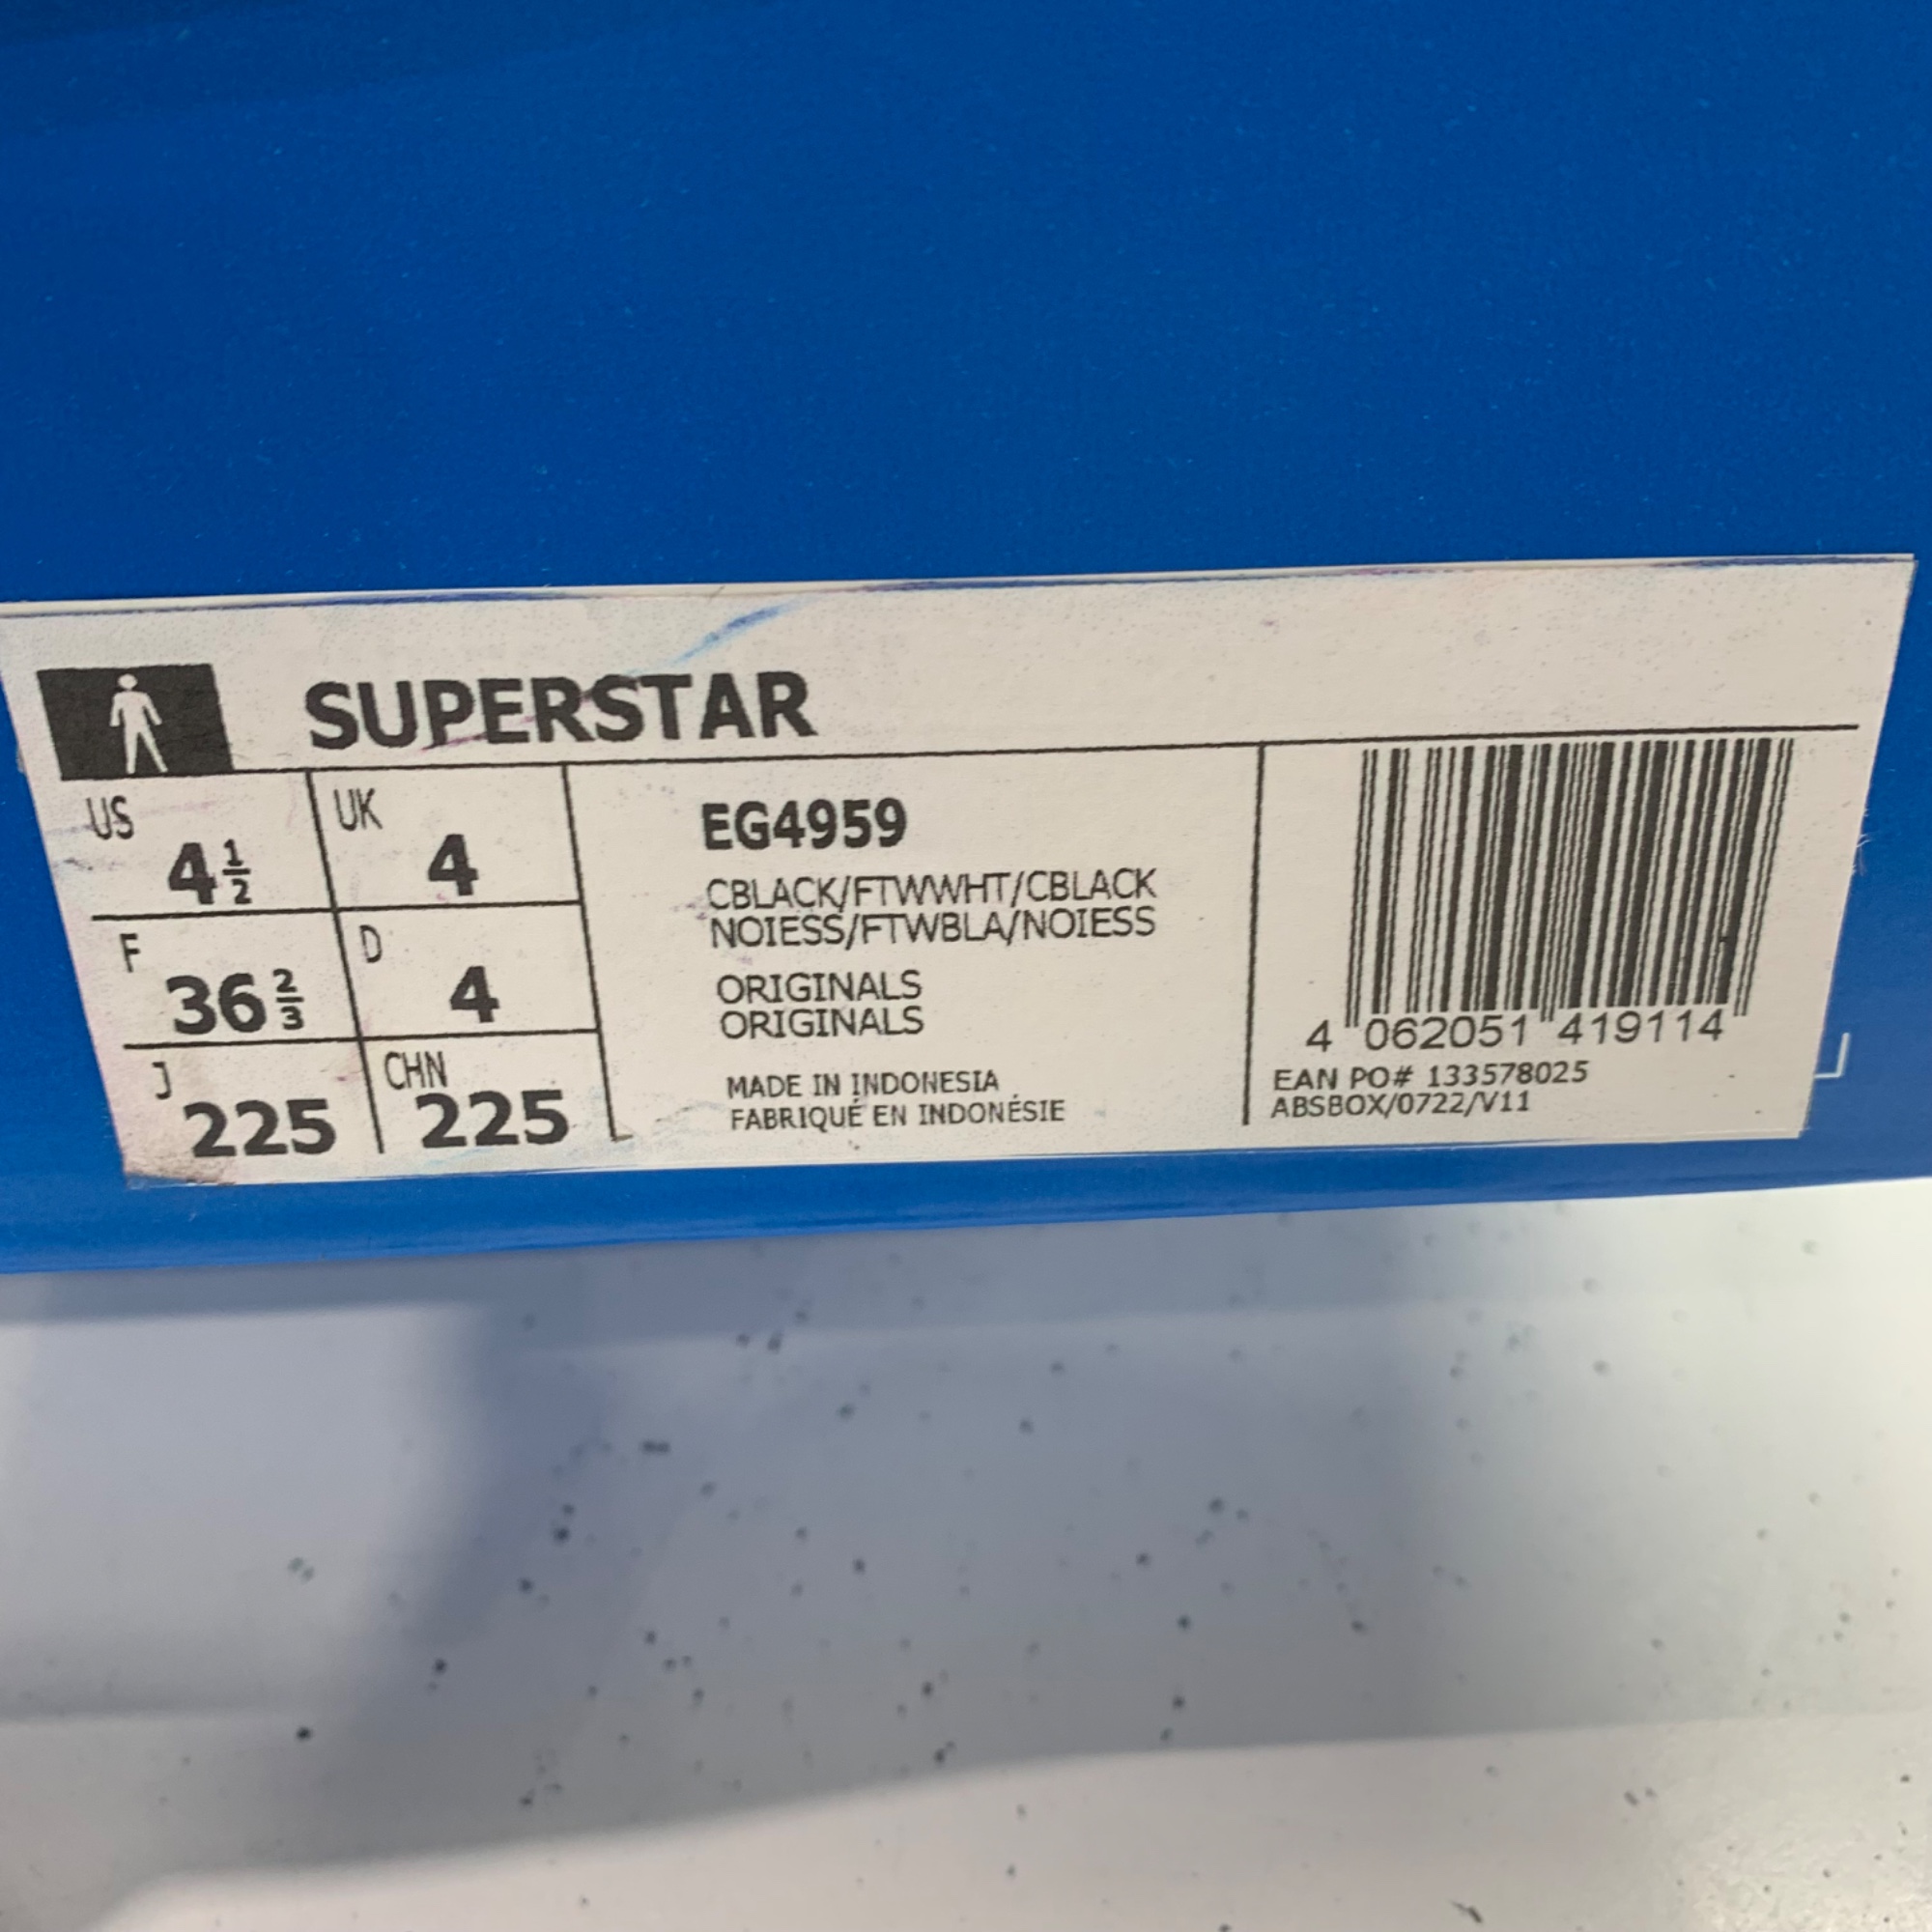 SUPERSTAR
US 4 1/2 UK 4
F 36 2/3 D 4
J 225 CHN 225
EG4959
CBLACK/FTWWHT/CBLACK
NOIESS/FTWBLA/NOIESS
ORIGINALS
ORIGINALS
MADE IN INDONESIA
FABRIQUÉ EN INDONÉSIE
4 062051 419114
EAN PO# 133578025
ABSBOX/0722/V11